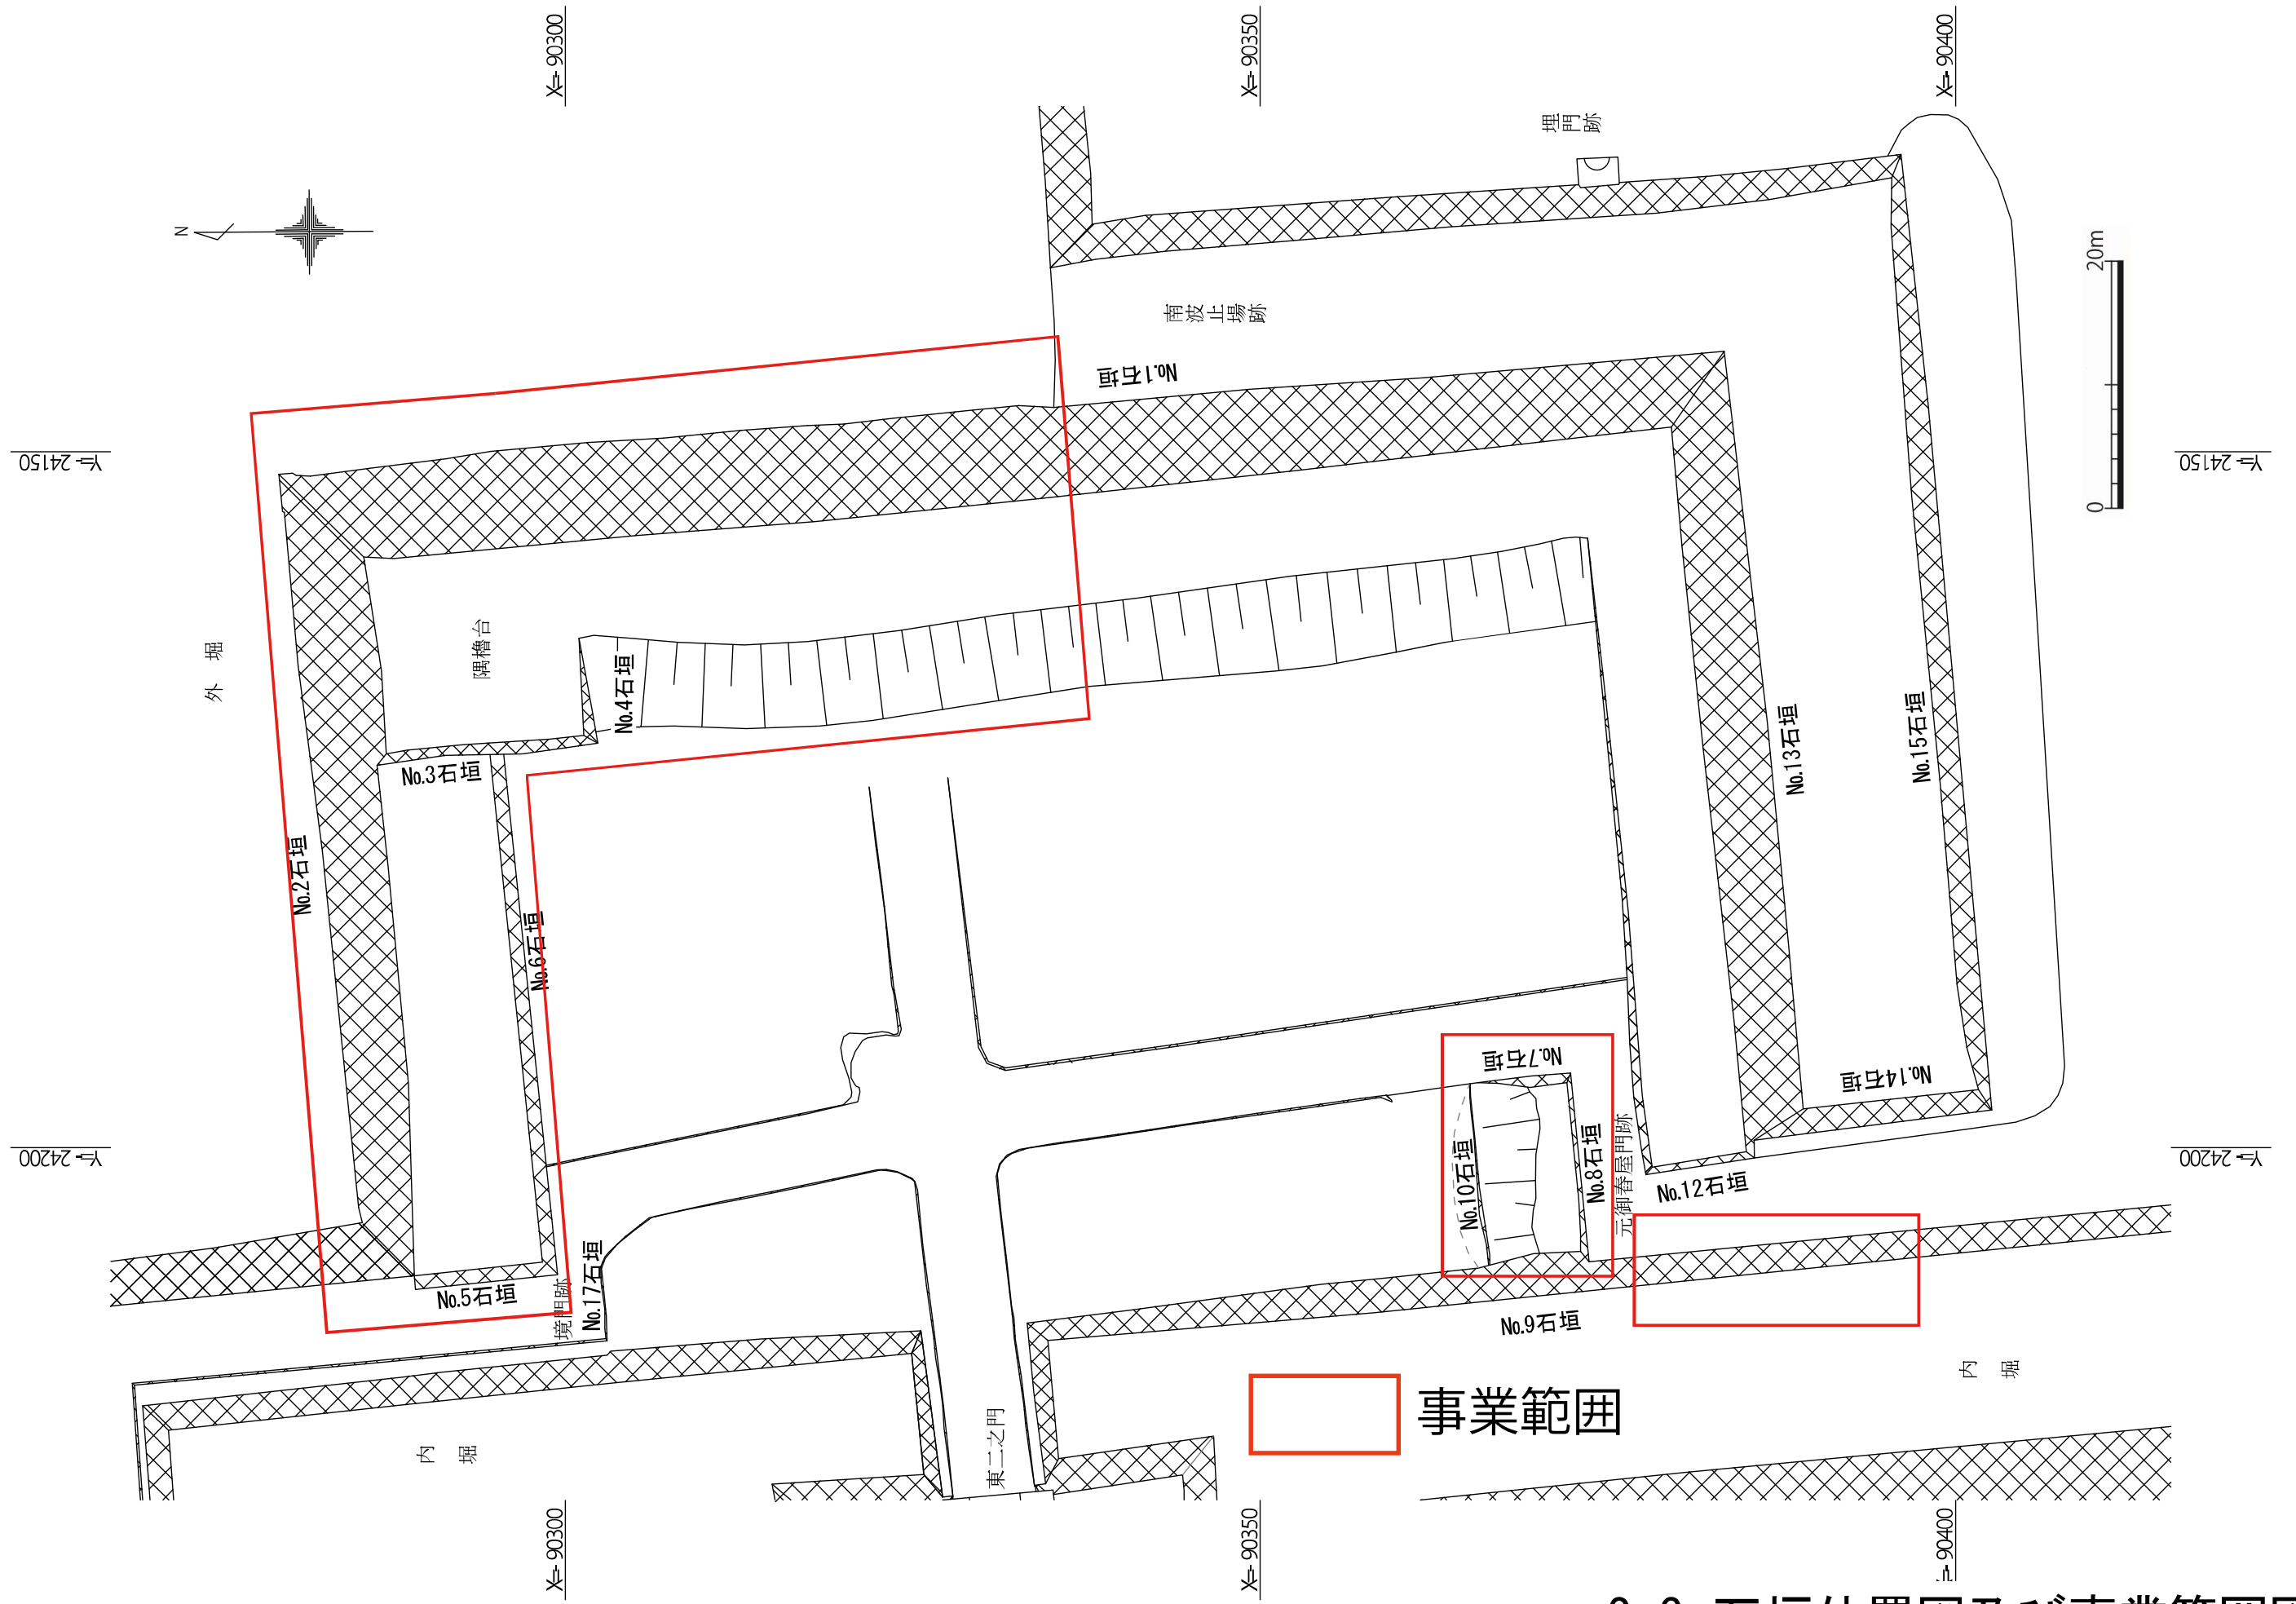 X=- 90300
X=- 90350
X=- 90400
埋門跡
N
20m
0
南波止場跡
No.1石垣
Y=- 24150
Y=- 24150
外 堀
隅櫓台
No.4石垣
No.3石垣
No.2石垣
No.6石垣
No.13石垣
No.15石垣
No.7石垣
No.14石垣
No.10石垣
No.8石垣
元御春屋門跡
No.12石垣
Y=- 24200
Y=- 24200
No.5石垣
境門跡
No.17石垣
No.9石垣
内 堀
事業範囲
内 堀
東二之門
X=- 90300
X=- 90350
=- 90400